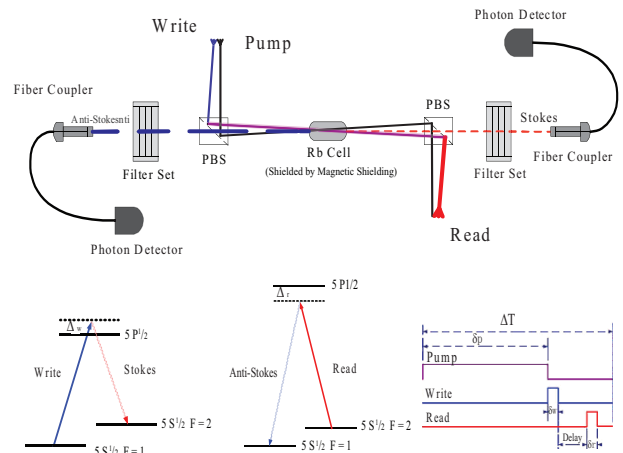 Photon Detector
Write
Pump
Fiber Coupler
Anti-Stokesnti
PBS
Stokes
PBS
Rb Cell
(Shielded by Magnetic Shielding)
Filter Set
Filter Set
Fiber Coupler
Read
Photon Detector
Δw
5 P1/2
Write
Stokes
5 S1/2 F = 2
5 S1/2 F = 1
Δr
5 P1/2
Anti-Stokes
Read
5 S1/2 F = 2
5 S1/2 F = 1
ΔT
δp
Pump
Write
δw
Read
Delay
δr